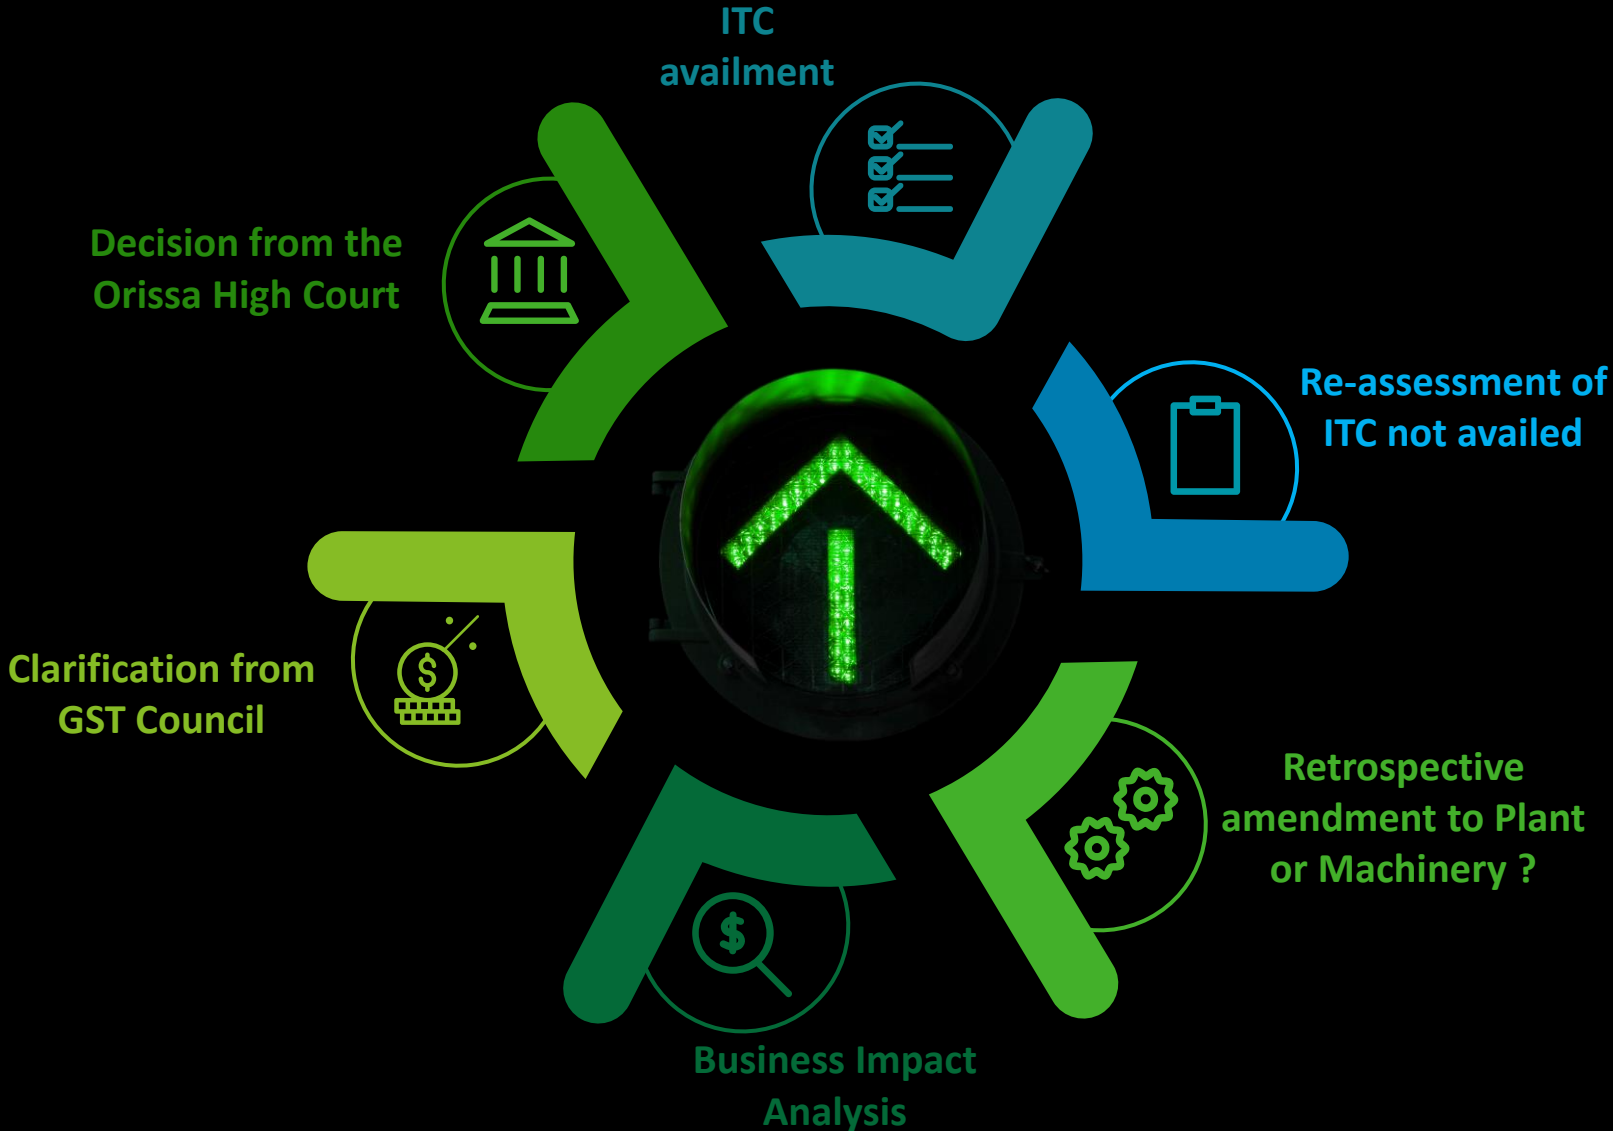 ITC
availment
Decision from the
Orissa High Court
Re-assessment of
ITC not availed
Clarification from
GST Council
Retrospective
amendment to Plant
or Machinery ?
Business Impact
Analysis